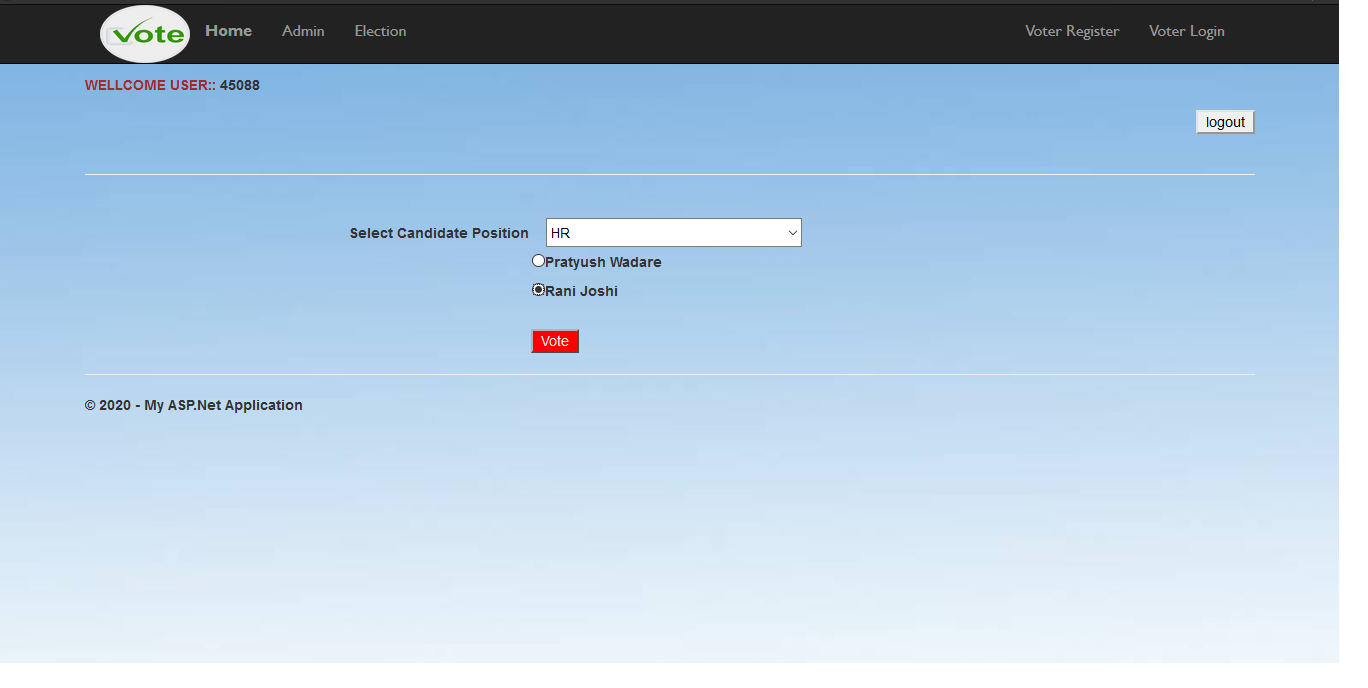 Vote Home Admin Election Voter Register Voter Login
WELLCOME USER:: 45088
logout
Select Candidate Position HR
Pratyush Wadare
Rani Joshi
Vote
© 2020 - My ASP.Net Application